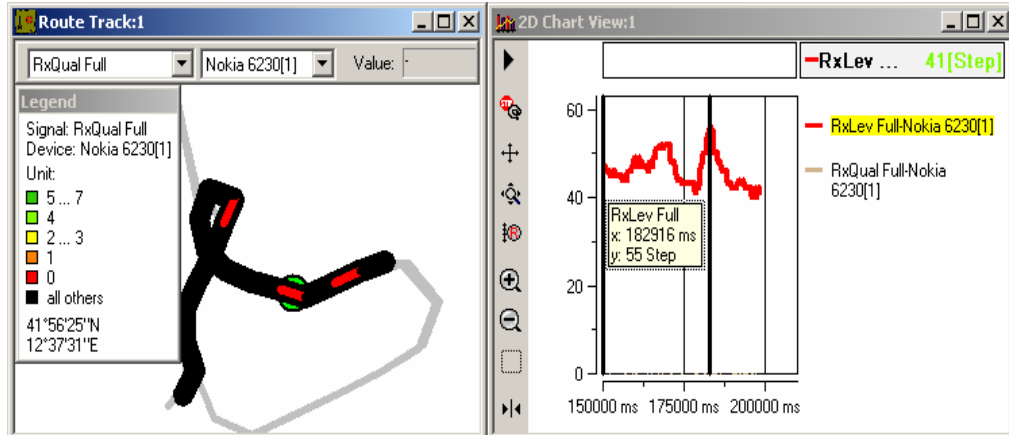 Route Track:1
RxQual Full
Nokia 6230[1]
Value:
-
Legend
Signal: RxQual Full
Device: Nokia 6230[1]
Unit:
5 ... 7
4
2 ... 3
1
0
all others
41°56'25"N
12°37'31"E
2D Chart View:1
RxLev ... 41[Step]
60
40
20
0
RxLev Full
x: 182916 ms
y: 55 Step
150000 ms 175000 ms 200000 ms
RxLev Full-Nokia 6230[1]
RxQual Full-Nokia
6230[1]